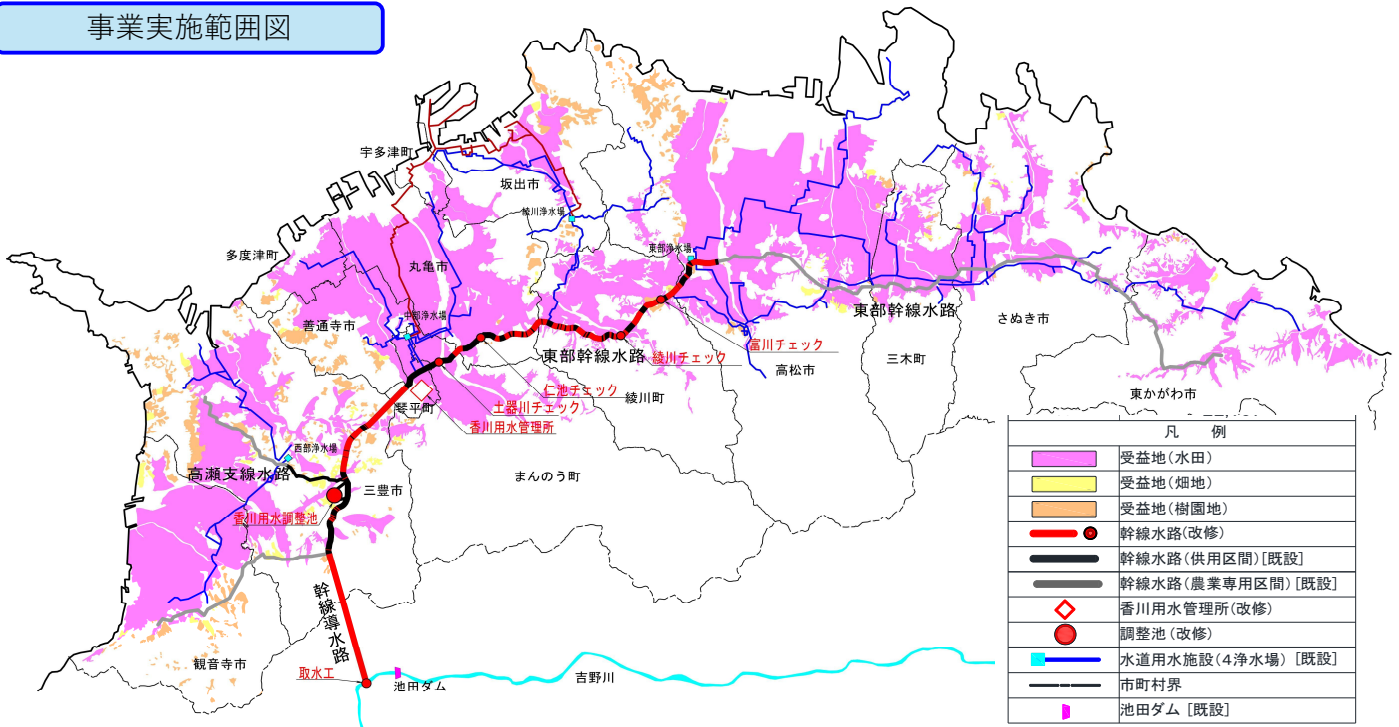 事業実施範囲図
宇多津町
坂出市
綾川浄水場
多度津町
丸亀市
東部浄水場
善通寺市
中部浄水場
東部幹線水路
さぬき市
東部幹線水路
綾川チェック
富川チェック
三木町
高松市
仁池チェック
綾川町
東かがわ市
琴平町
土器川チェック
香川用水管理所
西部浄水場
高瀬支線水路
三豊市
まんのう町
香川用水調整池
幹線導水路
観音寺市
取水工
池田ダム
吉野川
凡 例
受益地(水田)
受益地(畑地)
受益地(樹園地)
幹線水路(改修)
幹線水路(供用区間)[既設]
幹線水路(農業専用区間)[既設]
香川用水管理所(改修)
調整池(改修)
水道用水施設(4浄水場) [既設]
市町村界
池田ダム [既設]